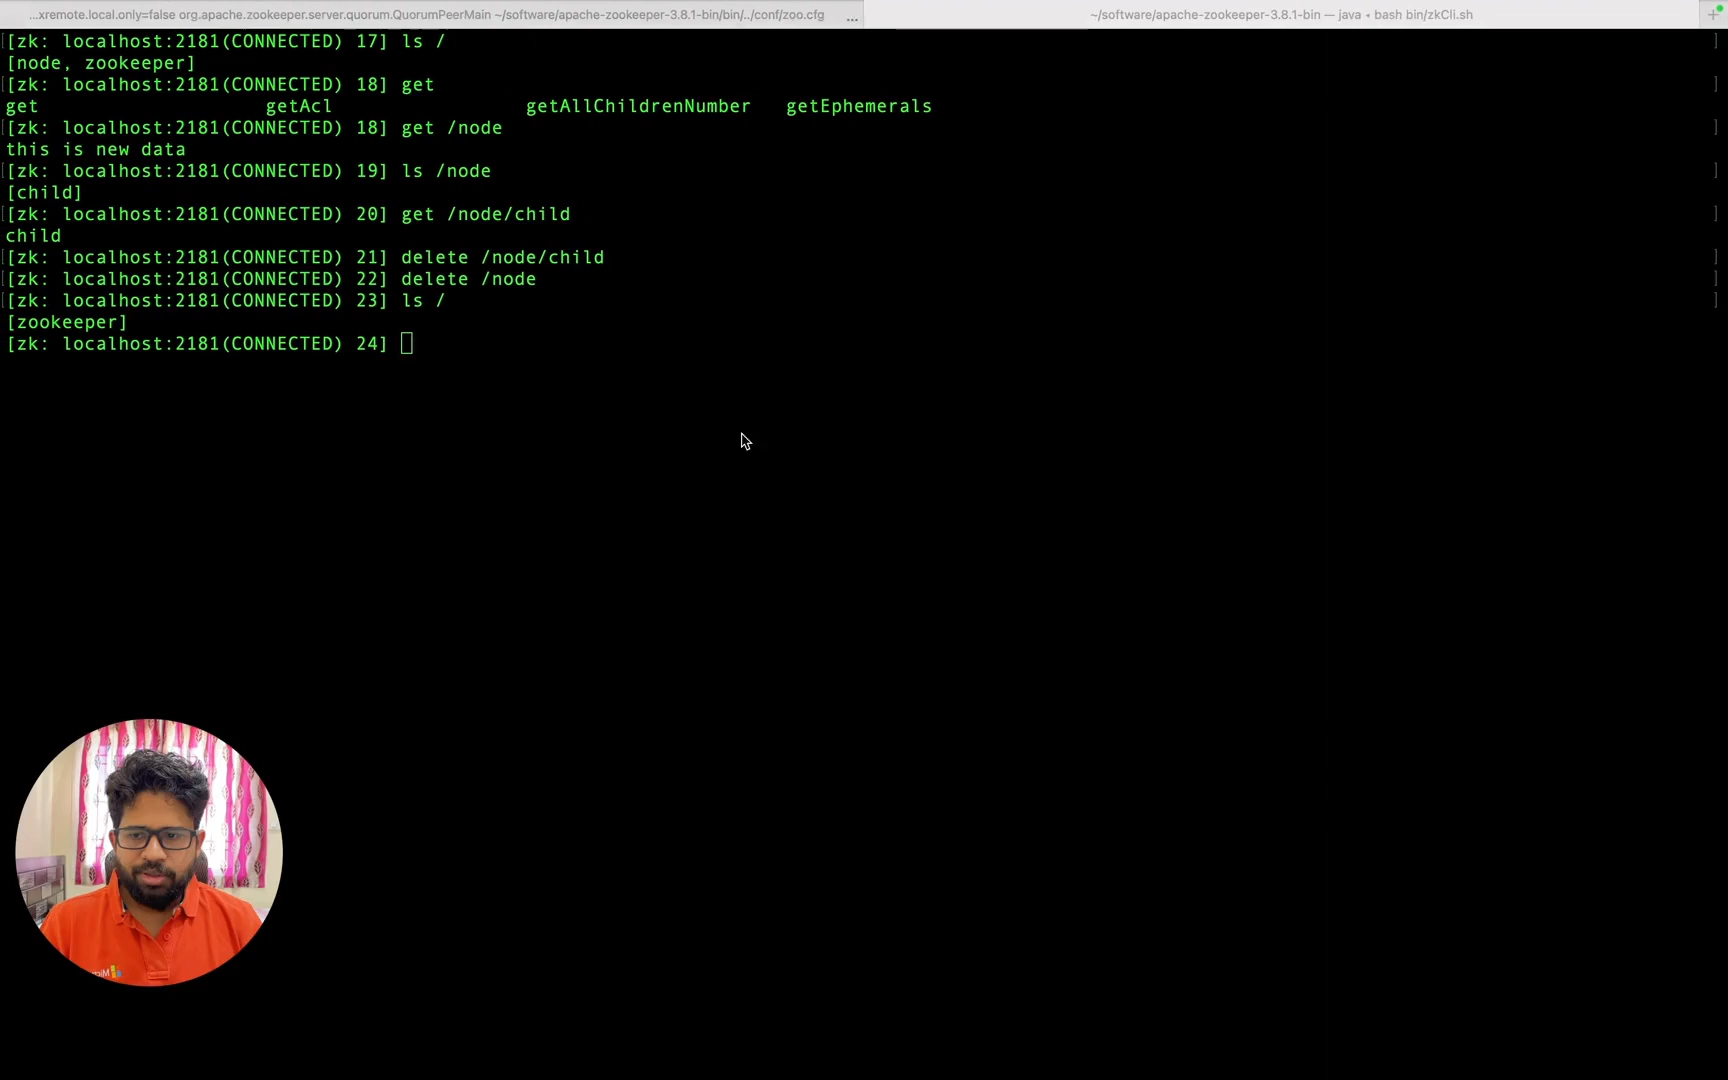 ...xremote.local.only=false org.apache.zookeeper.server.quorum.QuorumPeerMain ~/software/apache-zookeeper-3.8.1-bin/bin/../conf/zoo.cfg ...
~/software/apache-zookeeper-3.8.1-bin — java ◂ bash bin/zkCli.sh +
[[zk: localhost:2181(CONNECTED) 17] ls / ]
[node, zookeeper]
[[zk: localhost:2181(CONNECTED) 18] get ]
get getAcl getAllChildrenNumber getEphemerals
[[zk: localhost:2181(CONNECTED) 18] get /node ]
this is new data
[[zk: localhost:2181(CONNECTED) 19] ls /node ]
[child]
[[zk: localhost:2181(CONNECTED) 20] get /node/child ]
child
[[zk: localhost:2181(CONNECTED) 21] delete /node/child ]
[[zk: localhost:2181(CONNECTED) 22] delete /node ]
[[zk: localhost:2181(CONNECTED) 23] ls / ]
[zookeeper]
[zk: localhost:2181(CONNECTED) 24]